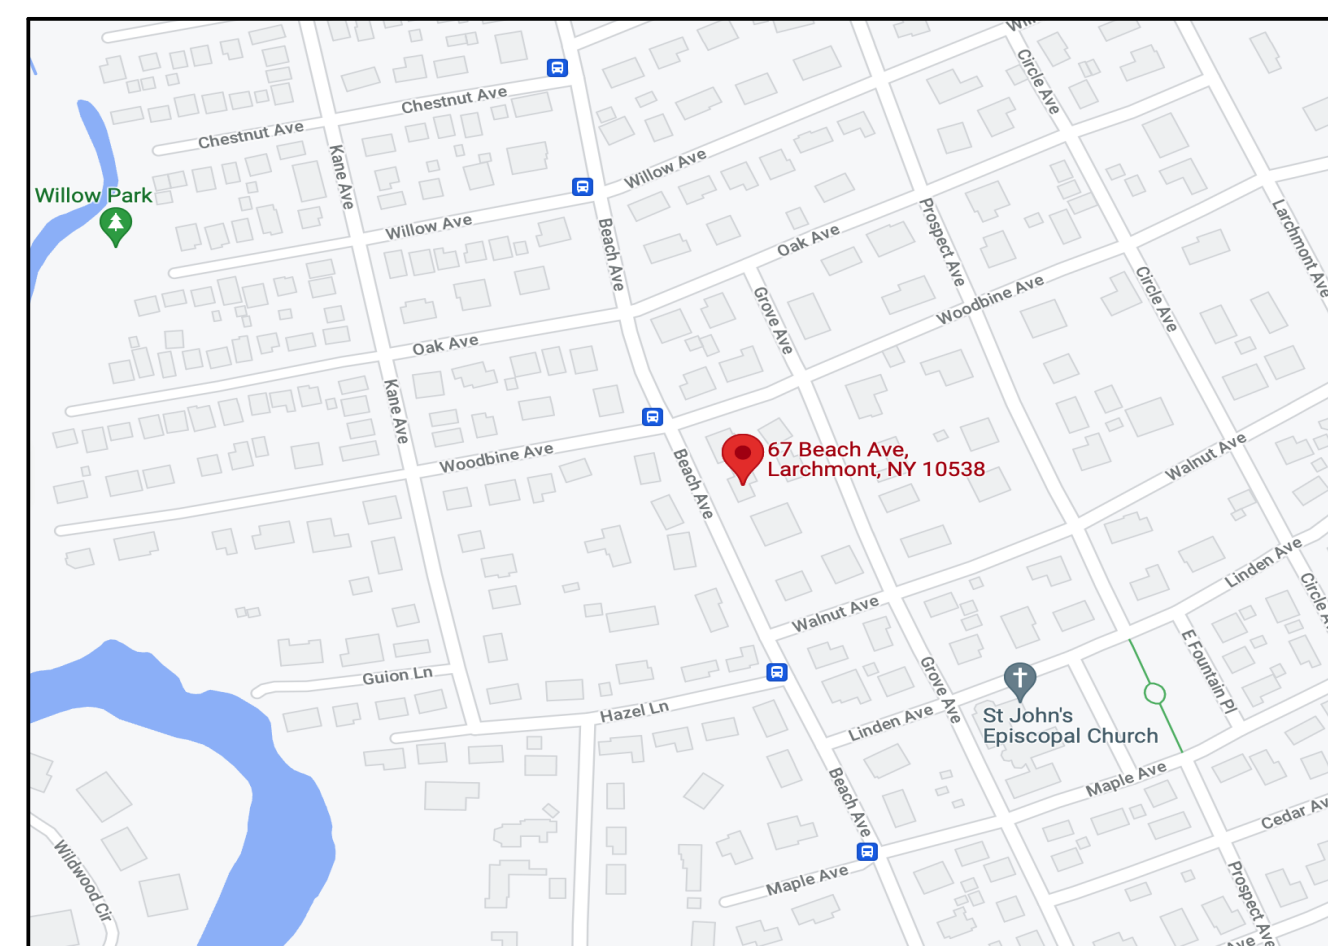 Will
Circle Ave
Chestnut Ave
Chestnut Ave
Kane Ave
Willow Ave
Willow Park
Willow Ave
Beach Ave
Prospect Ave
Larchmont Ave
Oak Ave
Woodbine Ave
Circle Ave
Grove Ave
Oak Ave
Kane Ave
Woodbine Ave
Beach Ave
67 Beach Ave,
Larchmont, NY 10538
Walnut Ave
Linden Ave
Circle A
Walnut Ave
E Fountain Pl
Guion Ln
Grove Ave
Hazel Ln
Linden Ave
St John's
Episcopal Church
Beach Ave
Maple Ave
Cedar Av
Wildwood Cir
Maple Ave
Prospect Ave
Ave